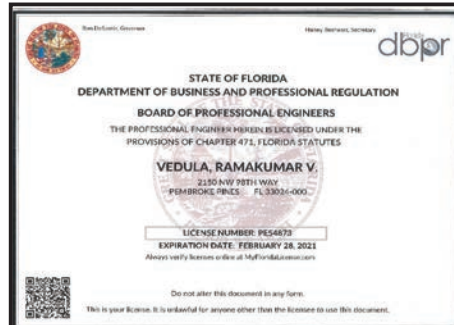 Ron DeSantis, Governor
Halsey Beshears, Secretary
Florida
dbpr
STATE OF FLORIDA
DEPARTMENT OF BUSINESS AND PROFESSIONAL REGULATION
BOARD OF PROFESSIONAL ENGINEERS
THE PROFESSIONAL ENGINEER HEREIN IS LICENSED UNDER THE
PROVISIONS OF CHAPTER 471, FLORIDA STATUTES
VEDULA, RAMAKUMAR V.
2150 NW 98TH WAY
PEMBROKE PINES FL 33024-000
LICENSE NUMBER: PE54873
EXPIRATION DATE: FEBRUARY 28, 2021
Always verify licenses online at MyFloridaLicense.com
Do not alter this document in any form.
This is your license. It is unlawful for anyone other than the licensee to use this document.